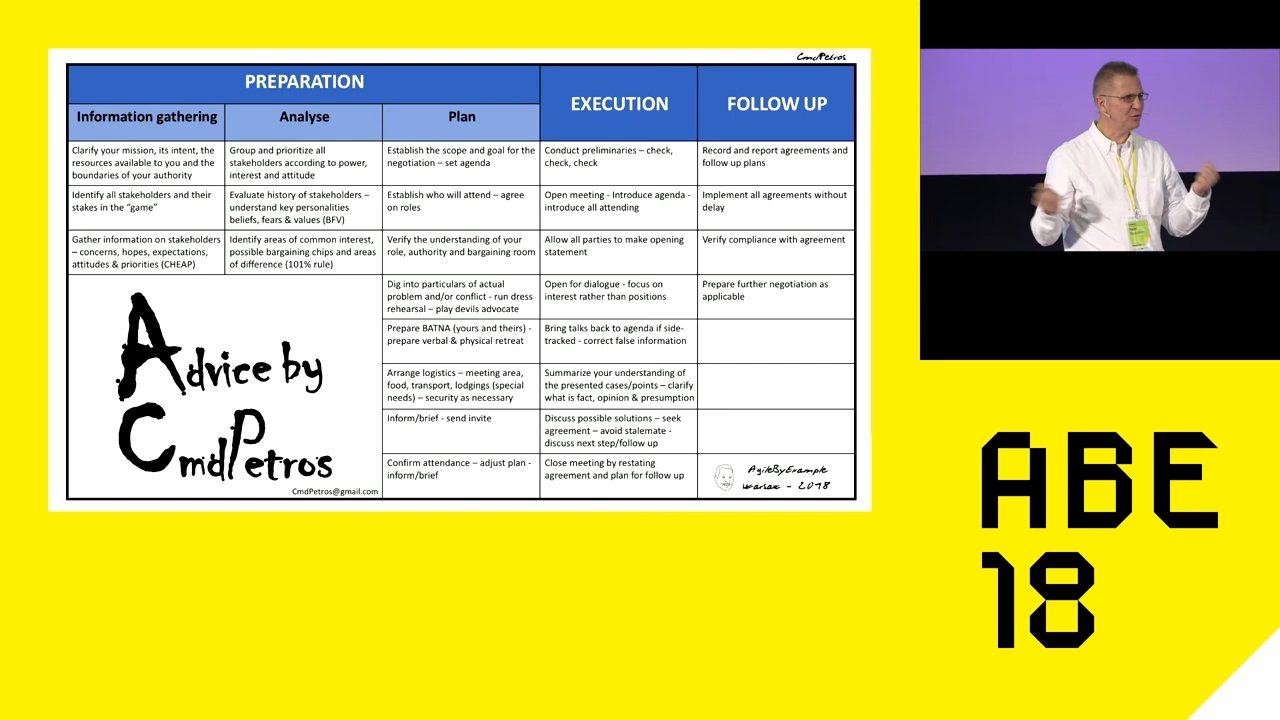 CmdPetros
PREPARATION
EXECUTION
FOLLOW UP
Information gathering
Analyse
Plan
Clarify your mission, its intent, the
resources available to you and the
boundaries of your authority
Group and prioritize all
stakeholders according to power,
interest and attitude
Establish the scope and goal for the
negotiation – set agenda
Conduct preliminaries – check,
check, check
Record and report agreements and
follow up plans
Identify all stakeholders and their
stakes in the “game”
Evaluate history of stakeholders –
understand key personalities
beliefs, fears & values (BFV)
Establish who will attend – agree
on roles
Open meeting - Introduce agenda -
introduce all attending
Implement all agreements without
delay
Gather information on stakeholders
– concerns, hopes, expectations,
attitudes & priorities (CHEAP)
Identify areas of common interest,
possible bargaining chips and areas
of difference (101% rule)
Verify the understanding of your
role, authority and bargaining room
Allow all parties to make opening
statement
Verify compliance with agreement
Dig into particulars of actual
problem and/or conflict - run dress
rehearsal – play devils advocate
Open for dialogue - focus on
interest rather than positions
Prepare further negotiation as
applicable
Prepare BATNA (yours and theirs) -
prepare verbal & physical retreat
Bring talks back to agenda if side-
tracked - correct false information
Arrange logistics – meeting area,
food, transport, lodgings (special
needs) – security as necessary
Summarize your understanding of
the presented cases/points – clarify
what is fact, opinion & presumption
Inform/brief - send invite
Discuss possible solutions – seek
agreement – avoid stalemate -
discuss next step/follow up
Confirm attendance – adjust plan -
inform/brief
Close meeting by restating
agreement and plan for follow up
AgileByExample
Warsaw - 2018
Advice by
CmdPetros
CmdPetros@gmail.com
ABE
18